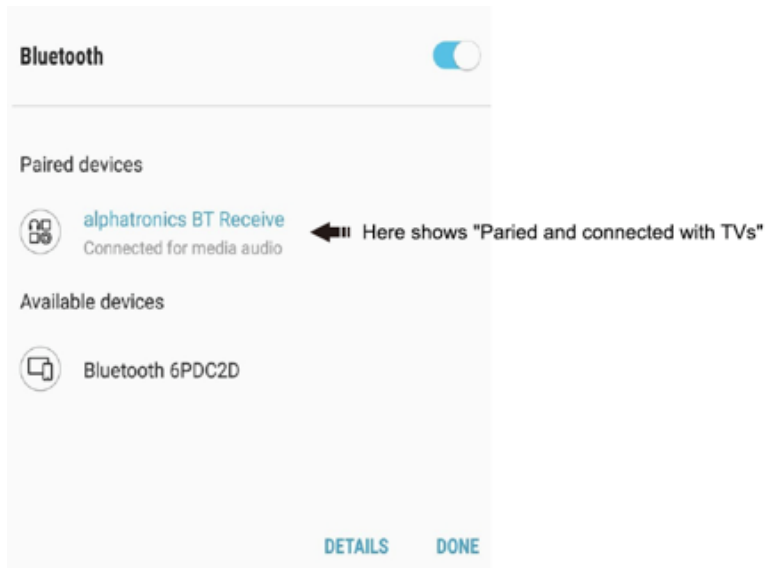 Bluetooth
Paired devices
alphatronics BT Receive
Connected for media audio
Here shows "Paried and connected with TVs"
Available devices
Bluetooth 6PDC2D
DETAILS DONE